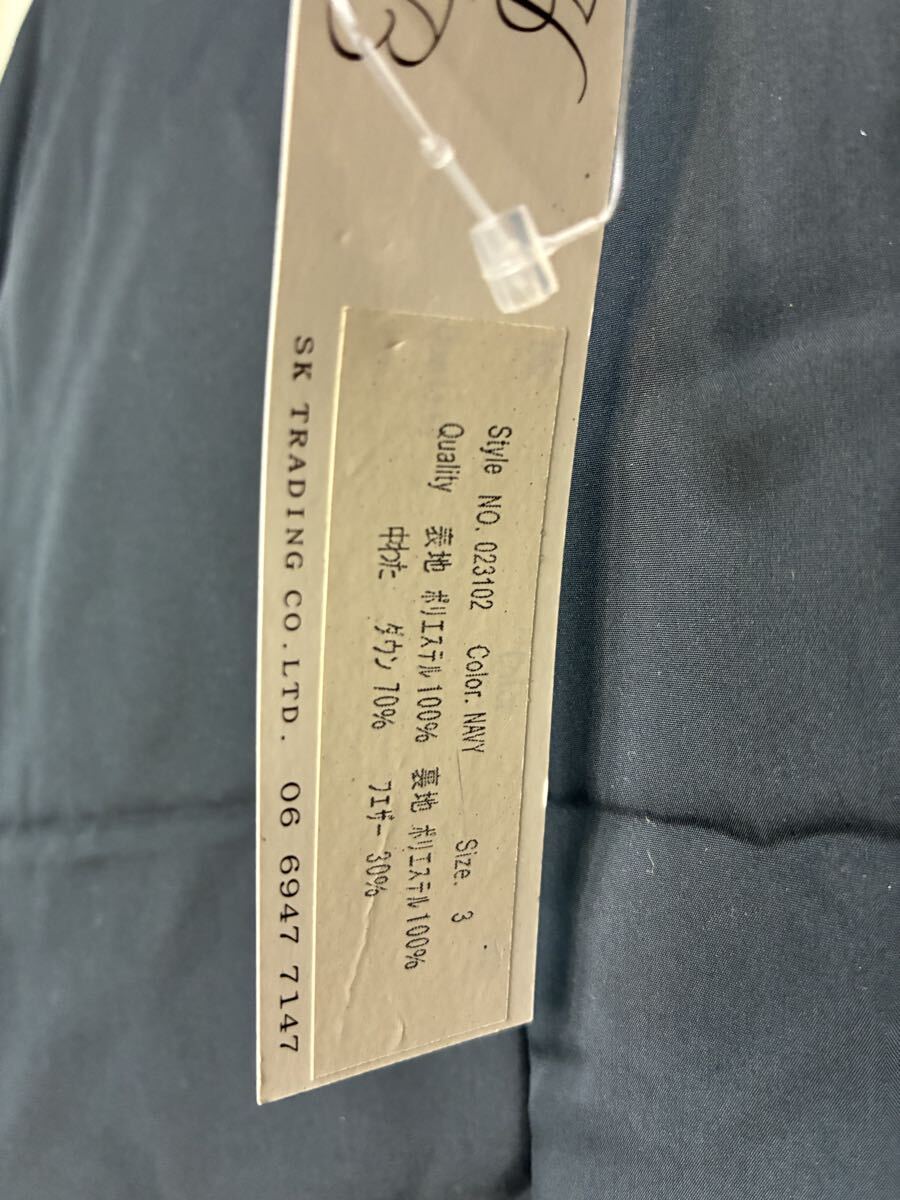 Style NO. 023102 Color. NAVY Size. 3
Quality 表地 ポリエステル100% 裏地 ポリエステル100%
中わた ダウン 70% フェザー 30%
SK TRADING CO.LTD. 06 6947 7147